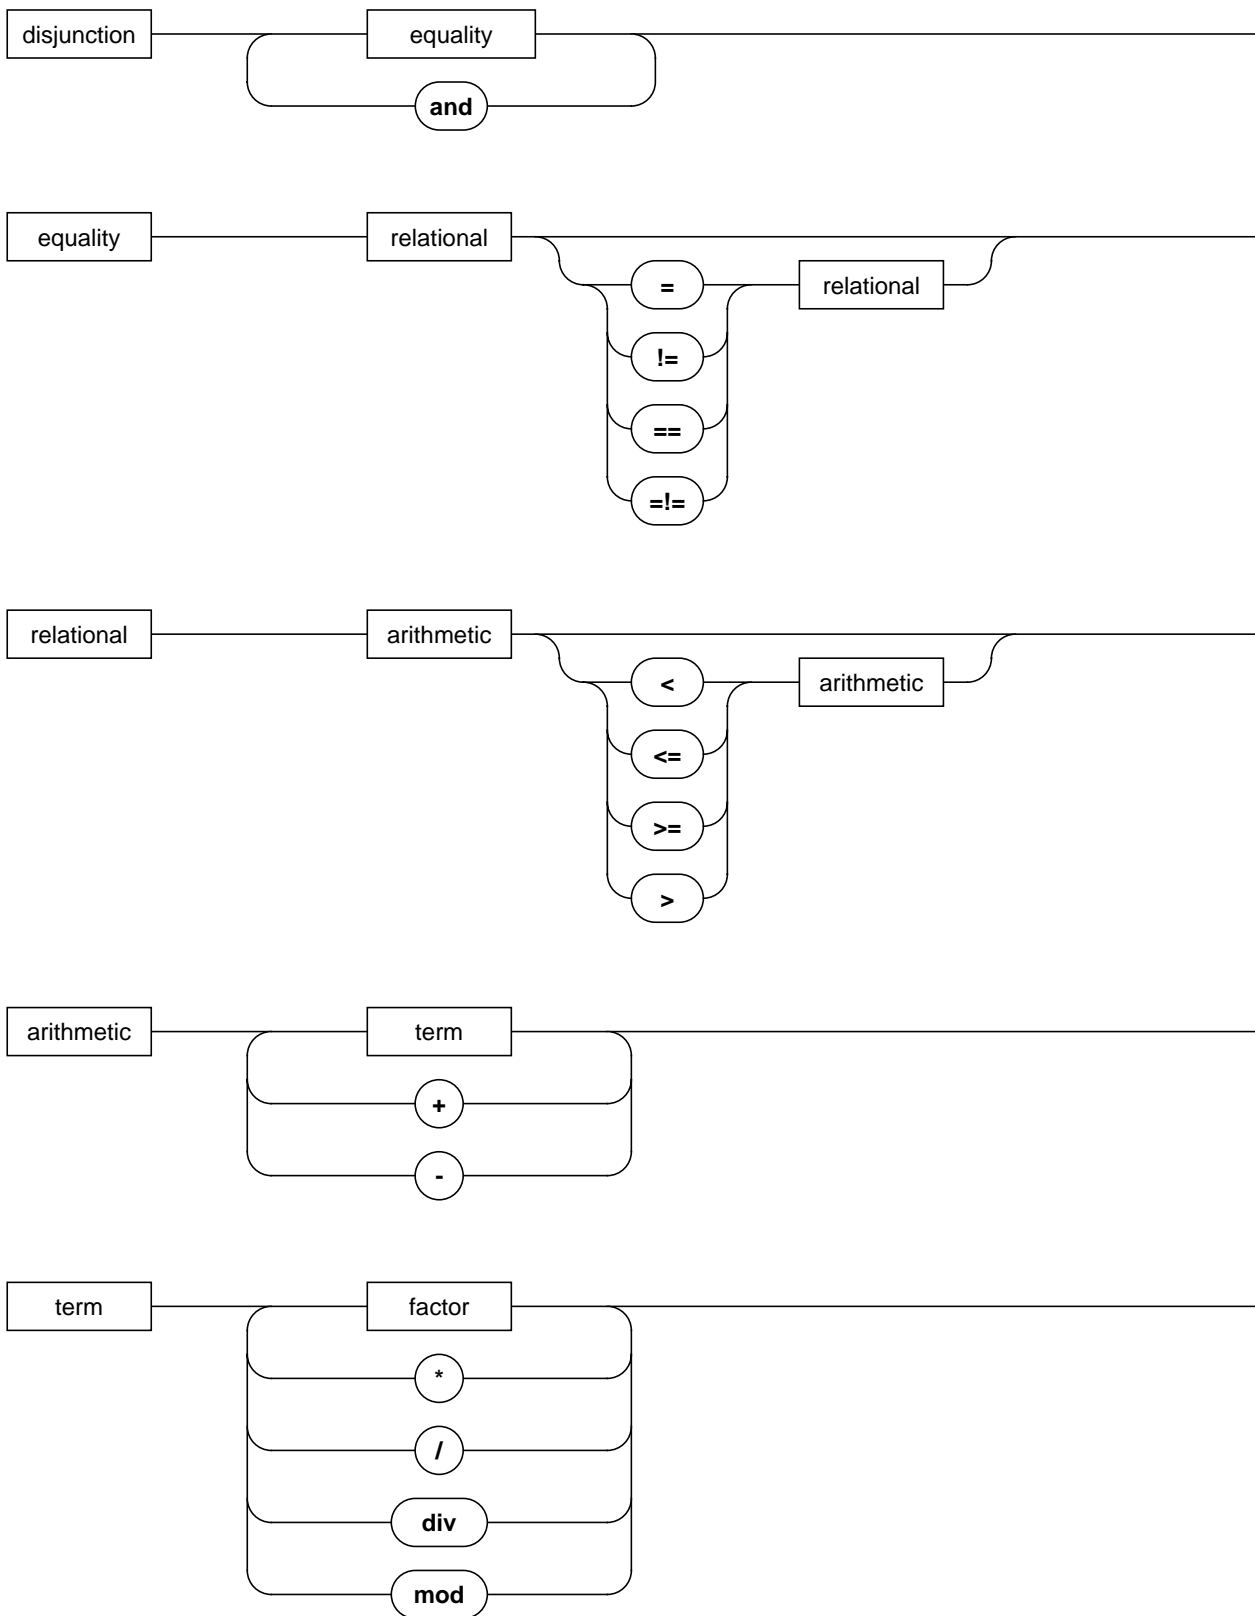 disjunction equality
and
equality relational
= relational
!=
==
=!=
relational arithmetic
< arithmetic
<=
>=
>
arithmetic term
+
-
term factor
*
/
div
mod